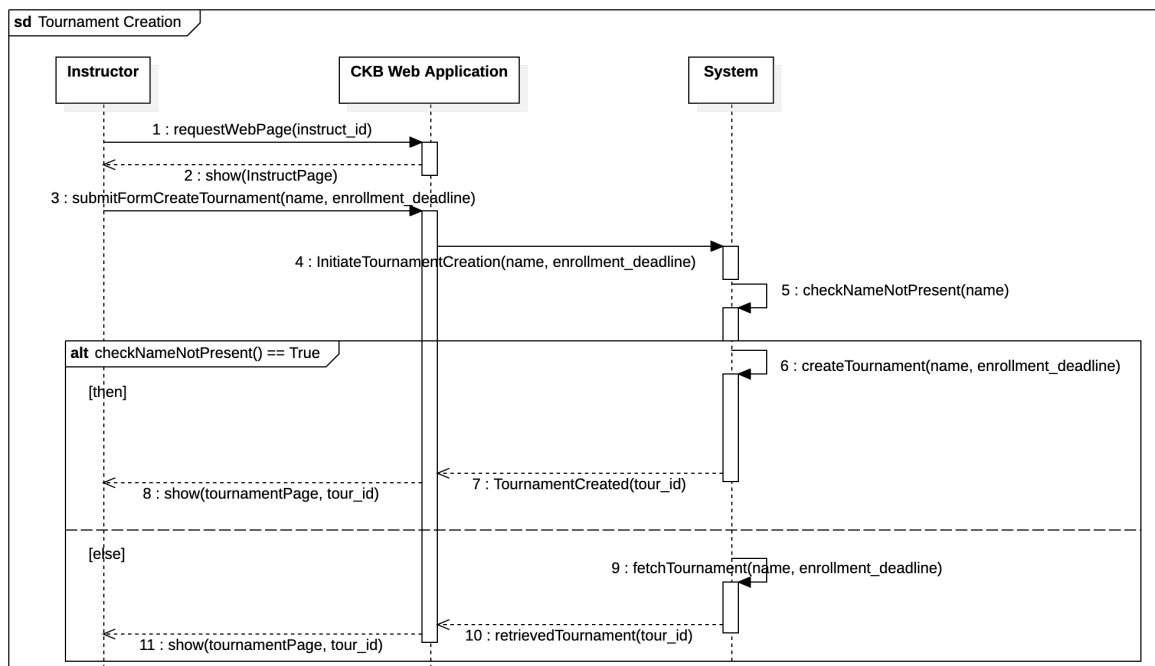 sd Tournament Creation
Instructor
CKB Web Application
System
1 : requestWebPage(instruct_id)
2 : show(InstructPage)
3 : submitFormCreateTournament(name, enrollment_deadline)
4 : InitiateTournamentCreation(name, enrollment_deadline)
5 : checkNameNotPresent(name)
alt checkNameNotPresent() == True
6 : createTournament(name, enrollment_deadline)
[then]
7 : TournamentCreated(tour_id)
8 : show(tournamentPage, tour_id)
[else]
9 : fetchTournament(name, enrollment_deadline)
10 : retrievedTournament(tour_id)
11 : show(tournamentPage, tour_id)